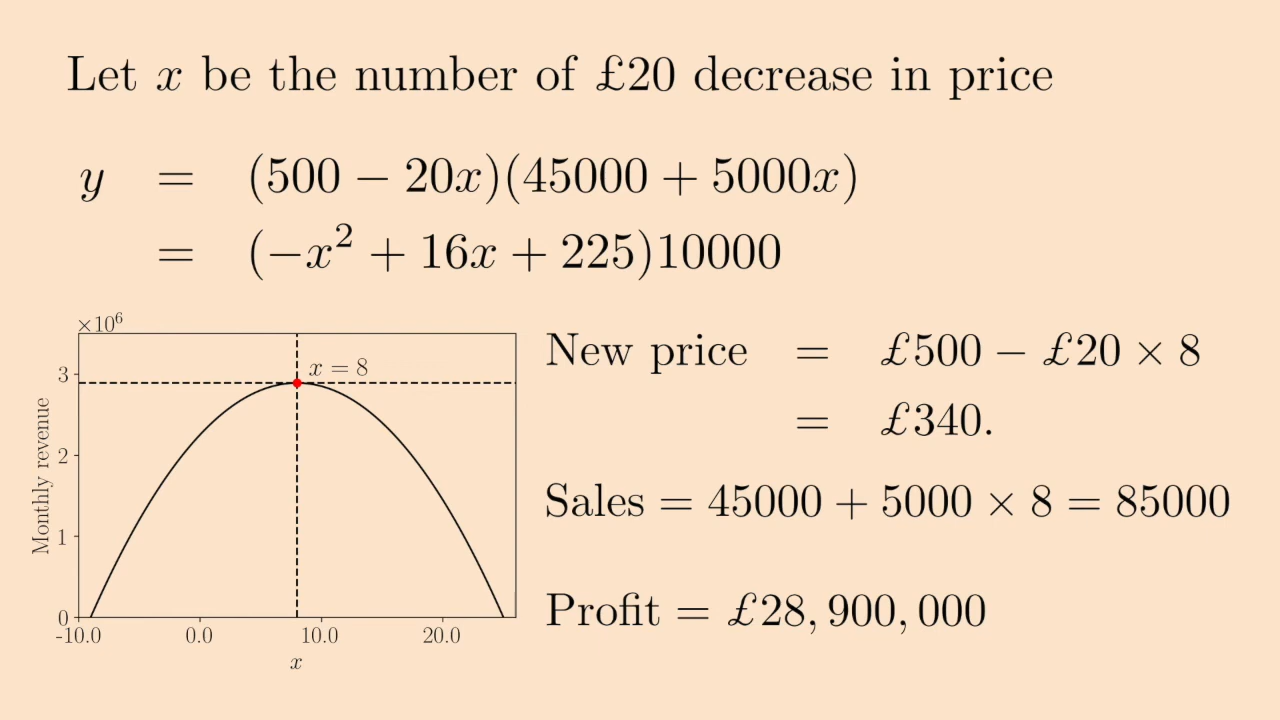 Let x be the number of £20 decrease in price
y = (500 − 20x)(45000 + 5000x)
= (−x² + 16x + 225)10000
×10⁶
3
2
1
0
Monthly revenue
x = 8
-10.0 0.0 10.0 20.0
x
New price = £500 − £20 × 8
= £340.
Sales = 45000 + 5000 × 8 = 85000
Profit = £28,900,000